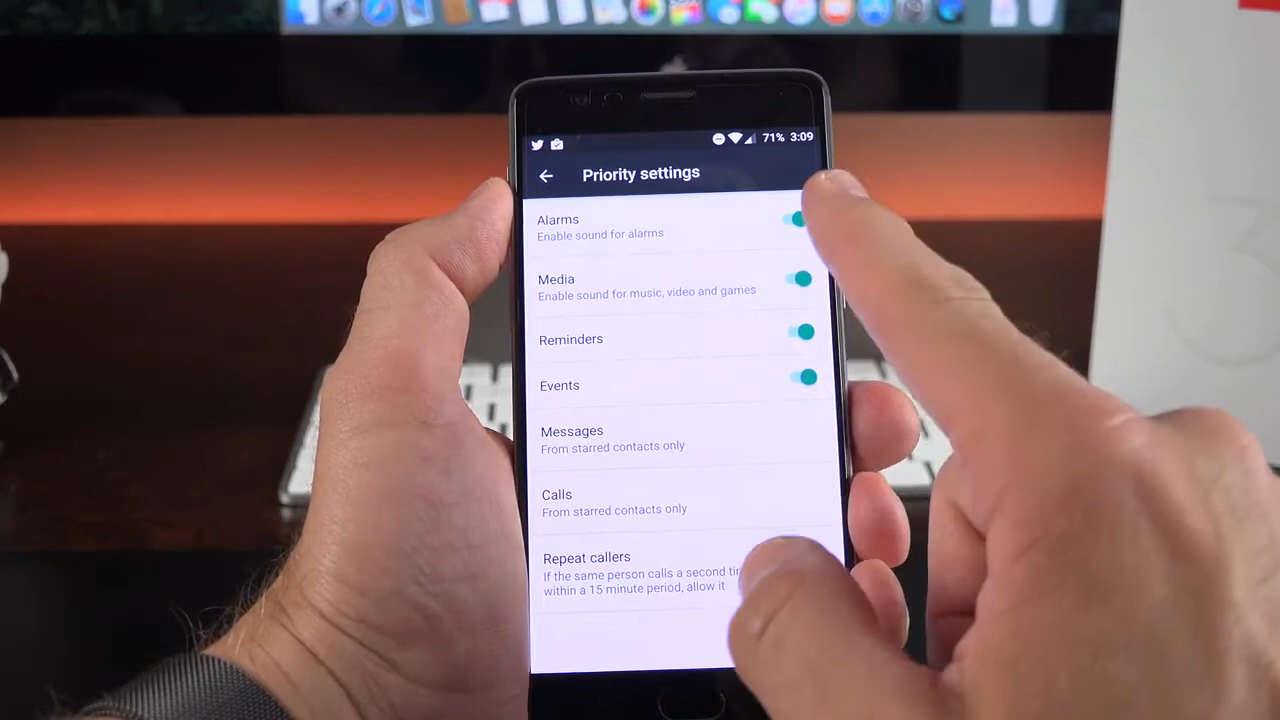 71% 3:09
Priority settings
Alarms
Enable sound for alarms
Media
Enable sound for music, video and games
Reminders
Events
Messages
From starred contacts only
Calls
From starred contacts only
Repeat callers
If the same person calls a second
within a 15 minute period, allow it
3